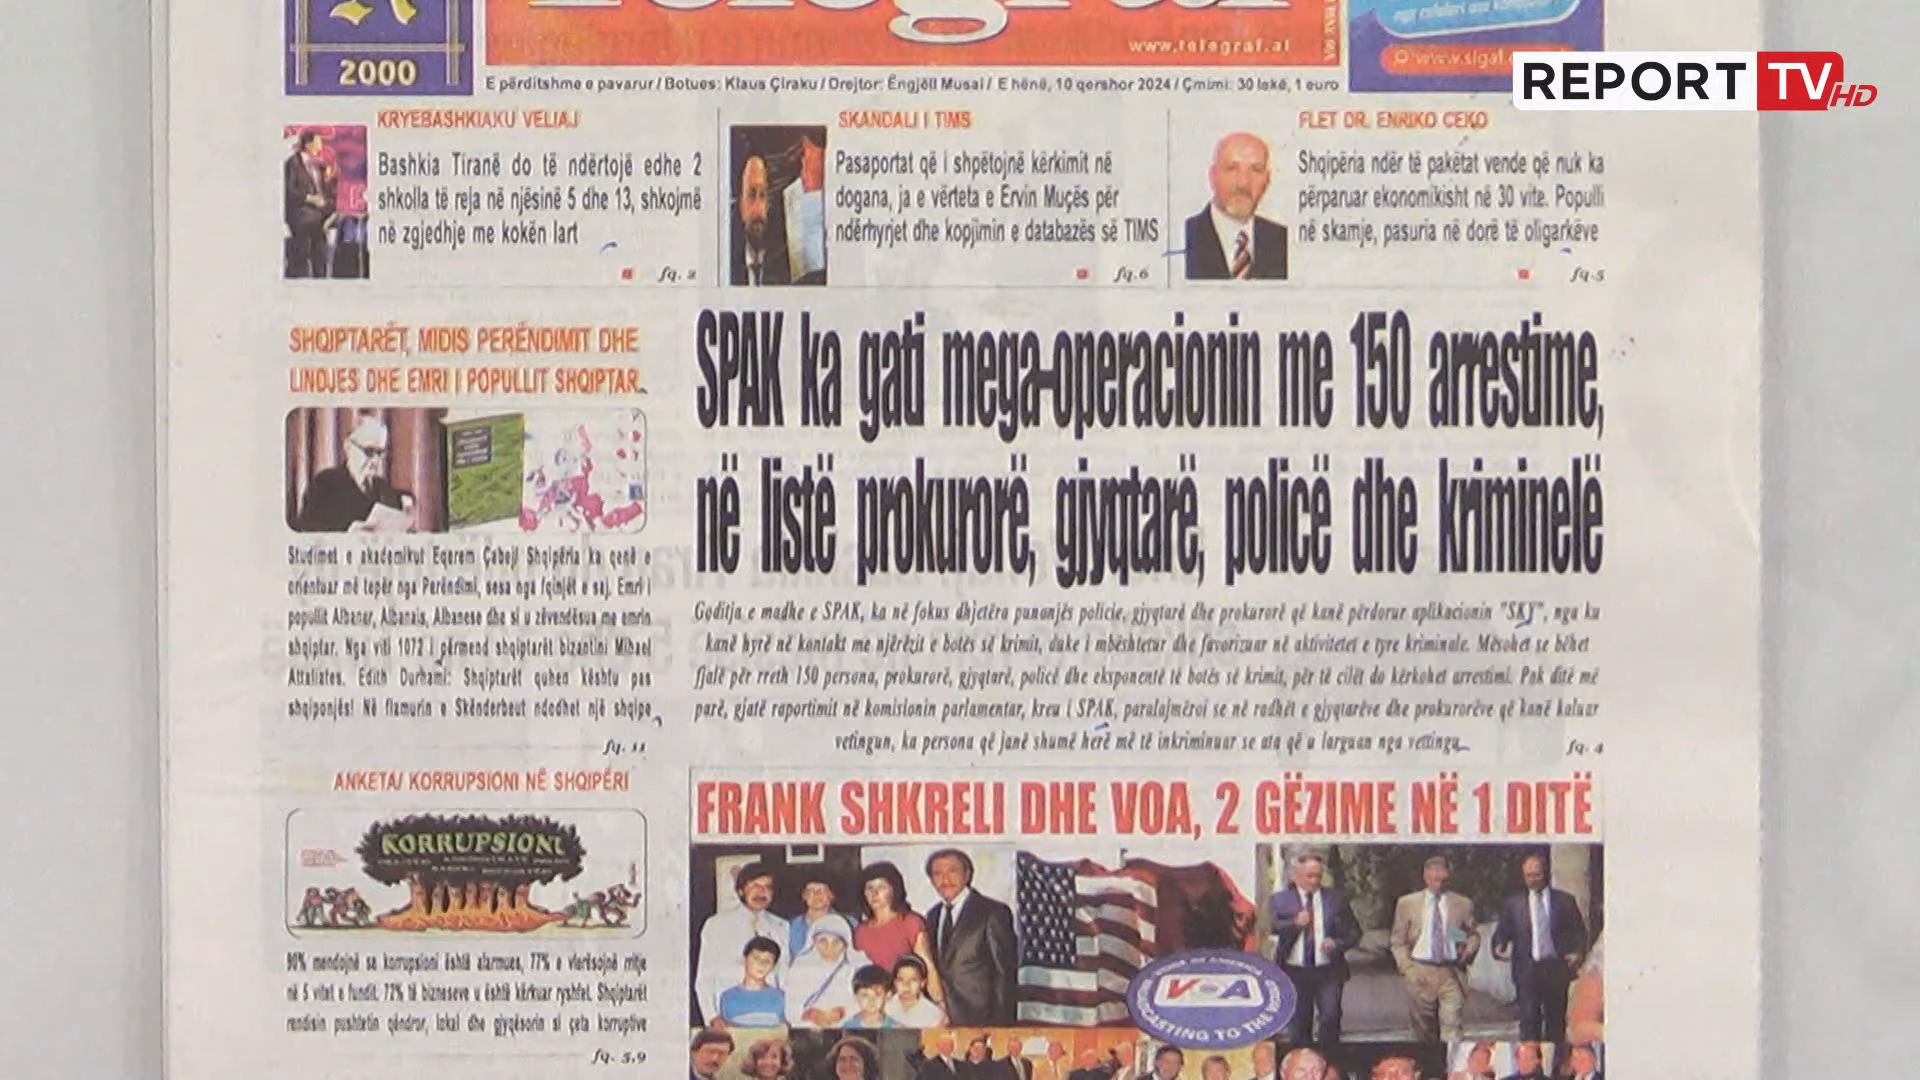 Telegraf
2000
www.telegraf.al
www.sigal.
REPORT TV HD
E përditshme e pavarur / Botues: Klaus Çiraku / Drejtor: Engjëll Musai / E hënë, 10 qershor 2024 / Çmimi: 30 lekë, 1 euro
KRYEBASHKIAKU VELIAJ
Bashkia Tiranë do të ndërtojë edhe 2
shkolla të reja në njësinë 5 dhe 13, shkojmë
në zgjedhje me kokën lart
fq. 2
SKANDALI I TIMS
Pasaportat që i shpëtojnë kërkimit në
dogana, ja e vërteta e Ervin Muçës për
ndërhyrjet dhe kopjimin e databazës së TIMS
fq.6
FLET DR. ENRIKO CEKO
Shqipëria ndër të pakëtat vende që nuk ka
përparuar ekonomikisht në 30 vite. Populli
në skamje, pasuria në dorë të oligarkëve
fq.5
SHQIPTARËT, MIDIS PERËNDIMIT DHE
LINDJES DHE EMRI I POPULLIT SHQIPTAR
Studimet e akademikut Eqerem Çabej! Shqipëria ka qenë e
orientuar më tepër nga Perëndimi, sesa nga fqinjët e saj. Emri i
popullit Albanar, Albanais, Albanese dhe si u zëvendësua me emrin
shqiptar. Nga viti 1072 i përmend shqiptarët bizantini Mihael
Attaliates. Edith Durham: Shqiptarët quhen kështu pas
shqiponjës! Në flamurin e Skënderbeut ndodhet një shqipe
fq. 11
SPAK ka gati mega-operacionin me 150 arrestime,
në listë prokurorë, gjyqtarë, policë dhe kriminelë
Goditja e madhe e SPAK, ka në fokus dhjetëra punonjës policie, gjyqtarë dhe prokurorë që kanë përdorur aplikacionin "SKY", nga ku
kanë hyrë në kontakt me njërëzit e botës së krimit, duke i mbështetur dhe favorizuar në aktivitetet e tyre kriminale. Mësohet se bëhet
fjalë për rreth 150 persona, prokurorë, gjyqtarë, policë dhe eksponentë të botës së krimit, për të cilët do kërkohet arrestimi. Pak ditë më
parë, gjatë raportimit në komisionin parlamentar, kreu i SPAK, paralajmëroi se në radhët e gjyqtarëve dhe prokurorëve që kanë kaluar
vetingun, ka persona që janë shumë herë më të inkriminuar se ata që u larguan nga vettingu
fq. 4
ANKETA/ KORRUPSIONI NË SHQIPËRI
KORRUPSIONI
90% mendojnë se korrupsioni është alarmues, 77% e vlerësojnë rritje
në 5 vitet e fundit. 72% të bizneseve u është kërkuar ryshfet. Shqiptarët
rendisin pushtetin qëndror, lokal dhe gjyqësorin si çeta korruptive
fq. 5,9
FRANK SHKRELI DHE VOA, 2 GËZIME NË 1 DITË
VOICE OF AMERICA
VOA
BROADCASTING TO THE WORLD